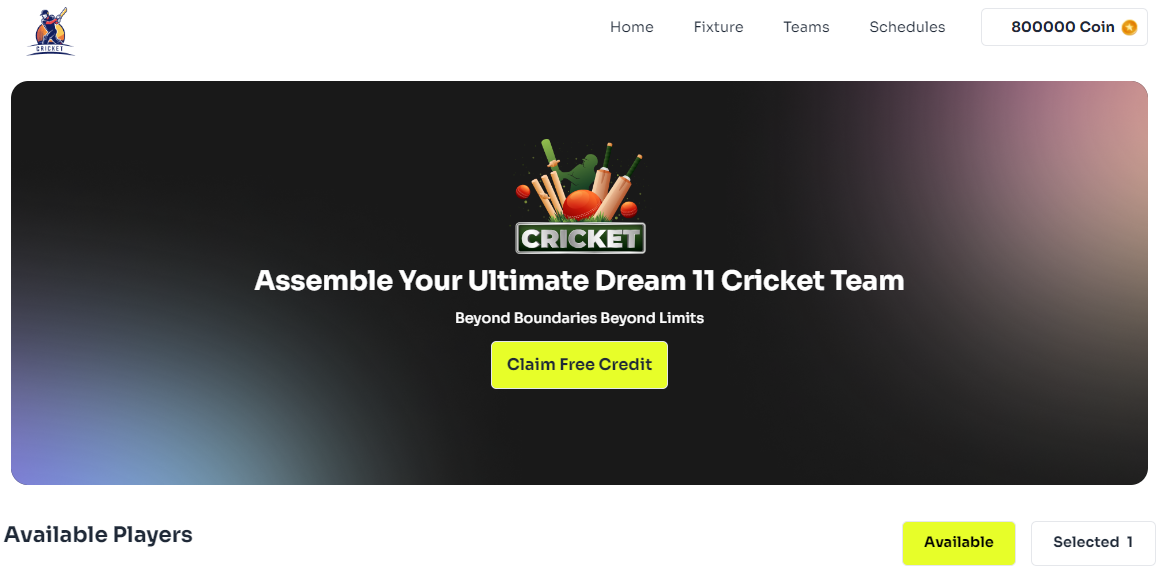 CRICKET
Home Fixture Teams Schedules 800000 Coin
CRICKET
Assemble Your Ultimate Dream 11 Cricket Team
Beyond Boundaries Beyond Limits
Claim Free Credit
Available Players
Available Selected 1